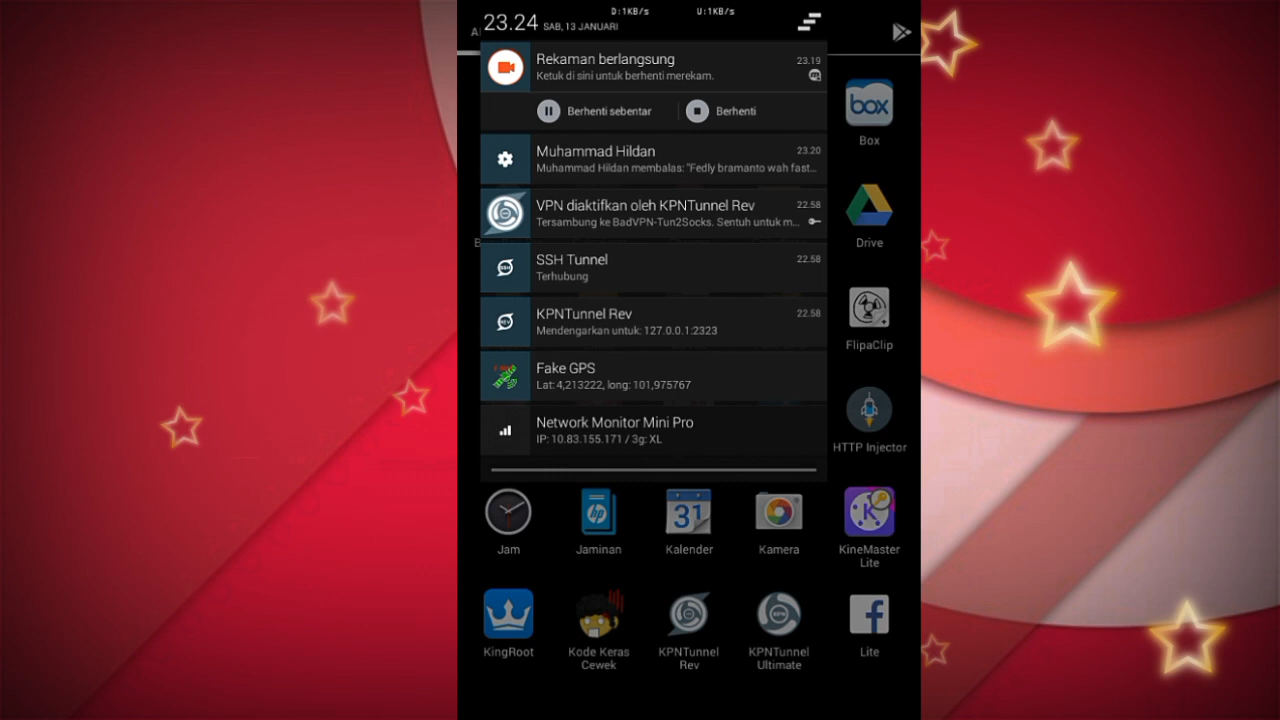 D:1KB/s U:1KB/s
23.24 SAB, 13 JANUARI
A
Rekaman berlangsung 23.19
Ketuk di sini untuk berhenti merekam.
Berhenti sebentar Berhenti
box
Box
Muhammad Hildan 23.20
Muhammad Hildan membalas: "Fedly bramanto wah fast...
VPN diaktifkan oleh KPNTunnel Rev 22.58
Tersambung ke BadVPN-Tun2Socks. Sentuh untuk m...
Drive
B
SSH Tunnel 22.58
Terhubung
SSH
KPNTunnel Rev 22.58
Mendengarkan untuk: 127.0.0.1:2323
REV
FlipaClip
Fake GPS
Lat: 4,213222, long: 101,975767
Network Monitor Mini Pro
IP: 10.83.155.171 / 3g: XL
HTTP Injector
hp
31
K
Jam Jaminan Kalender Kamera KineMaster
Lite
KingRoot Kode Keras KPNTunnel KPNTunnel Lite
Cewek Rev Ultimate